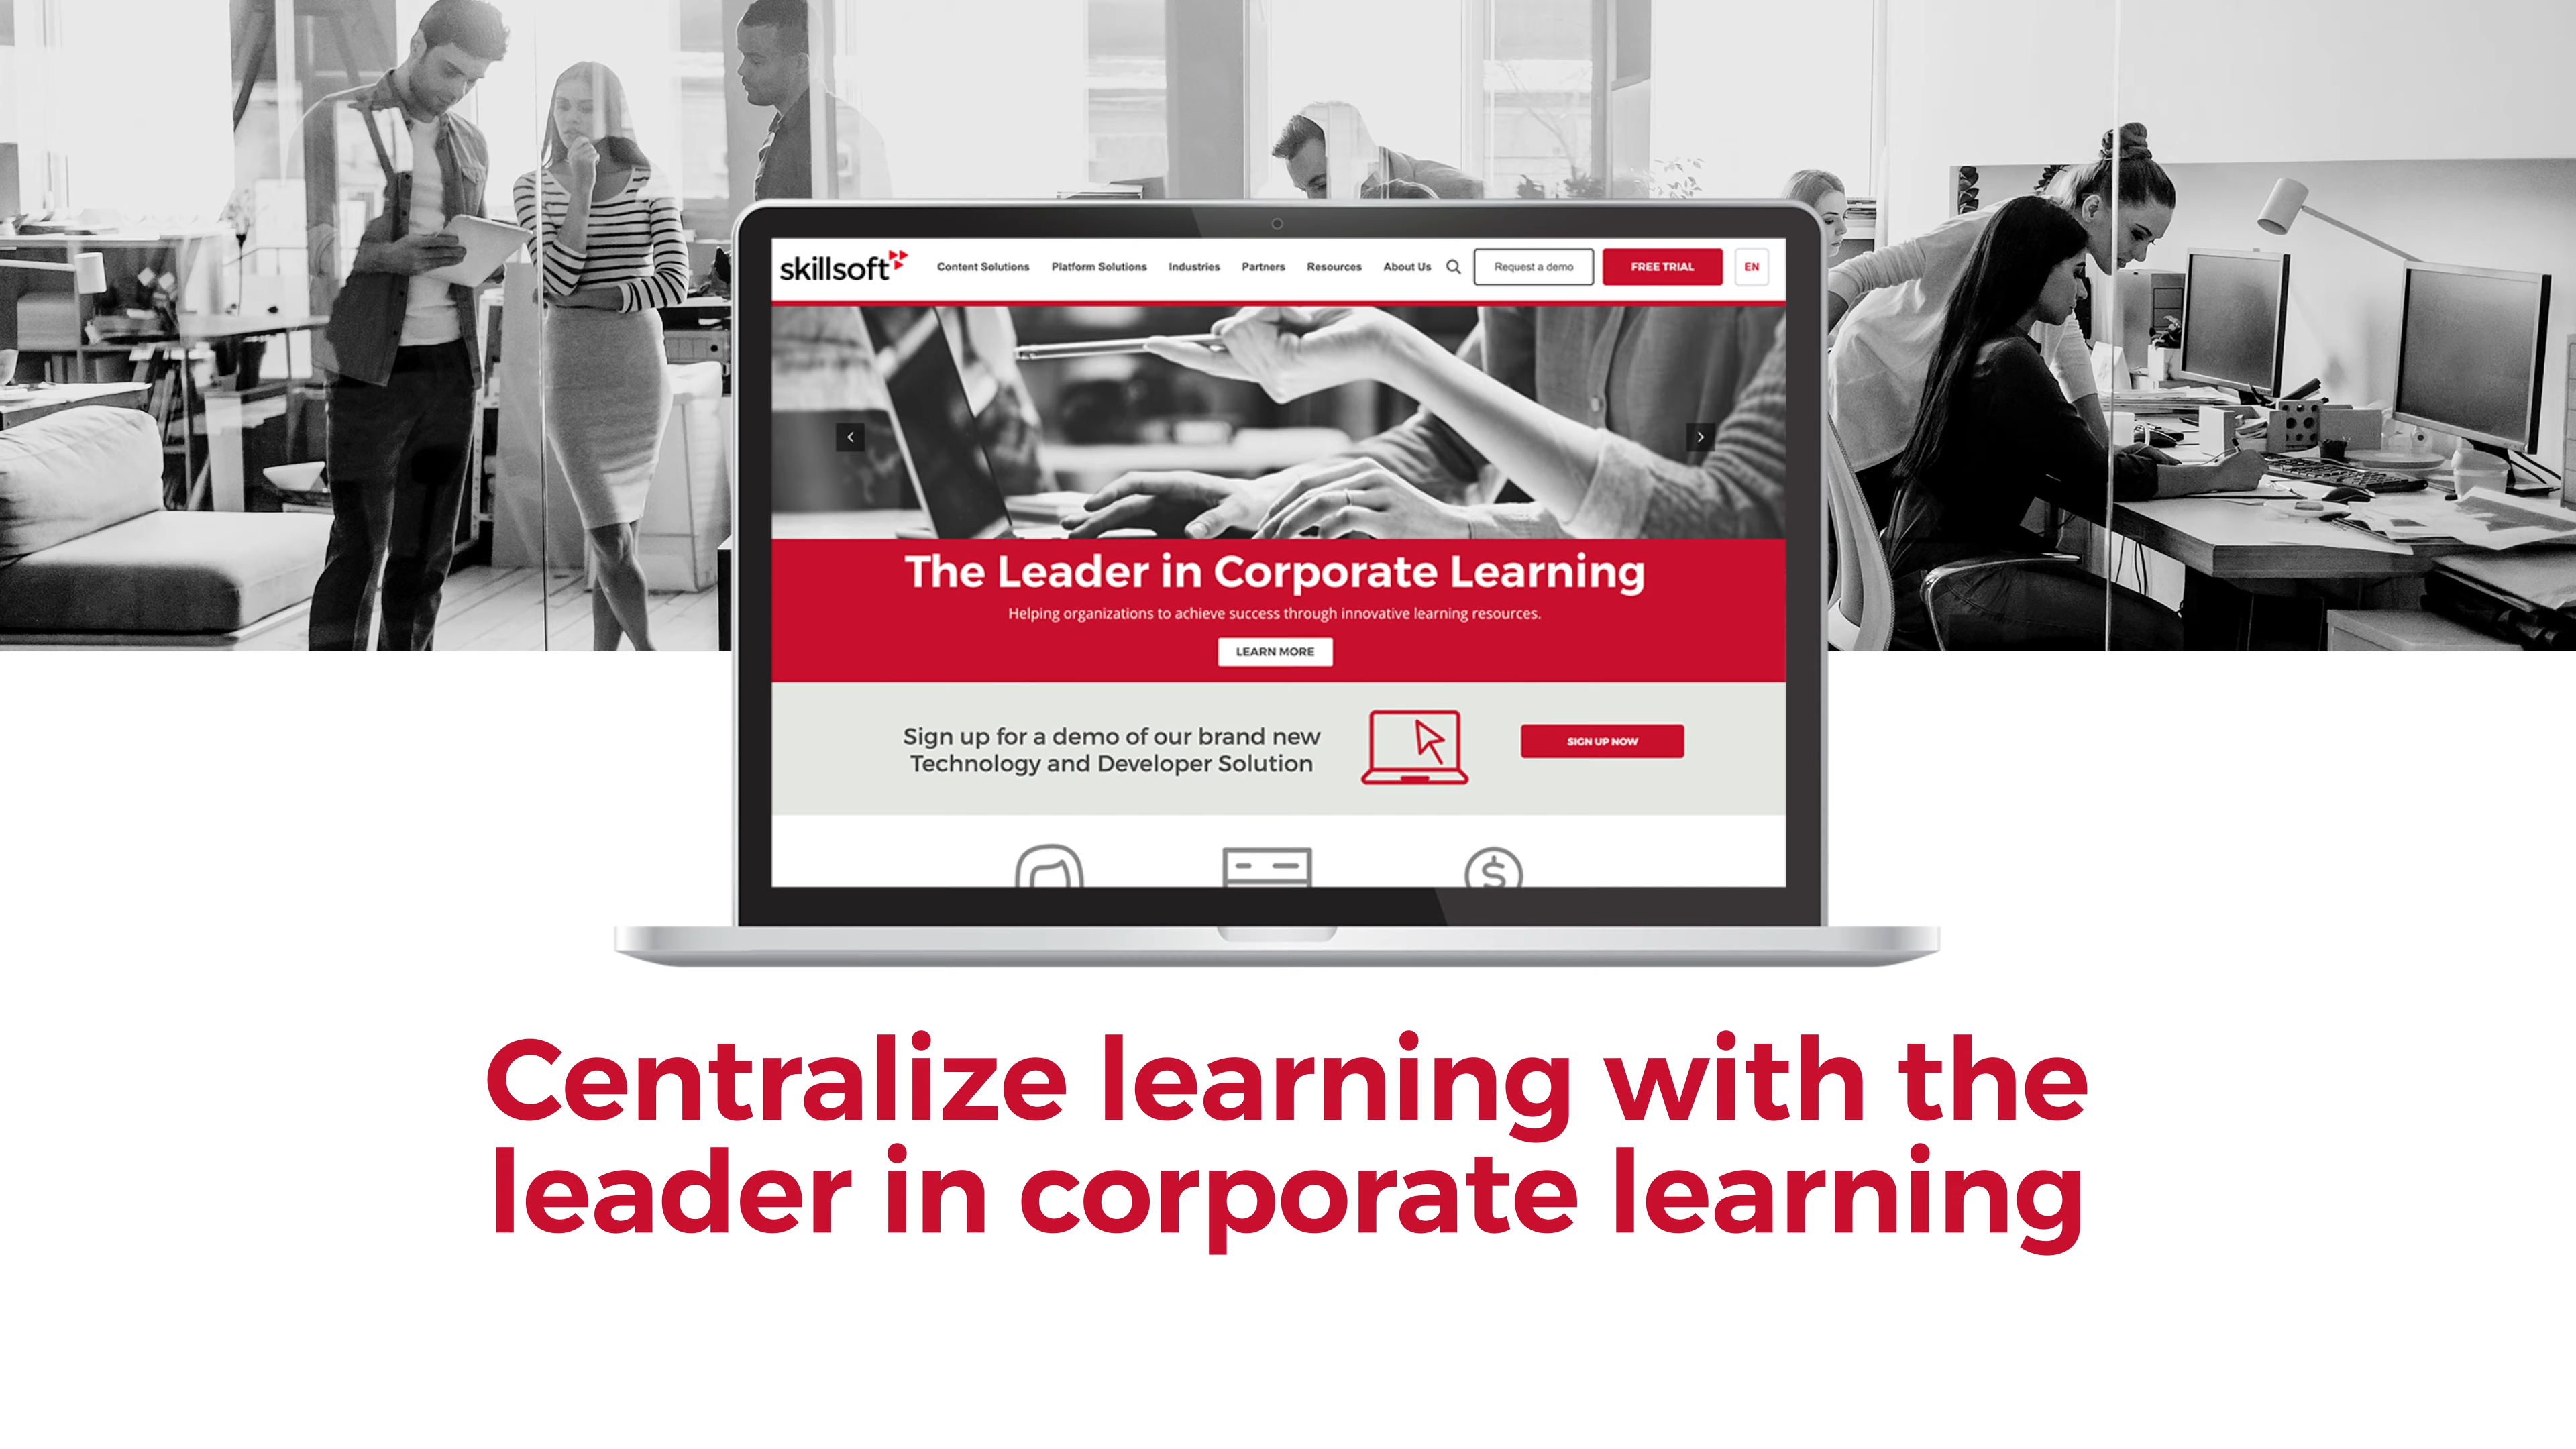 skillsoft
Content Solutions
Platform Solutions
Industries
Partners
Resources
About Us
Request a demo
FREE TRIAL
EN
The Leader in Corporate Learning
Helping organizations to achieve success through innovative learning resources.
LEARN MORE
Sign up for a demo of our brand new
Technology and Developer Solution
SIGN UP NOW
$
Centralize learning with the
leader in corporate learning